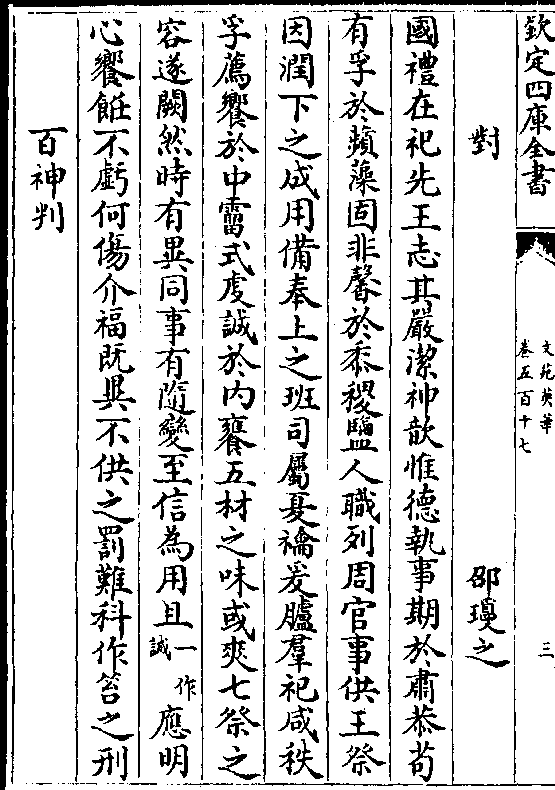 欽定四庫全書
文苑英華
卷五百十七
三
對
邵瓊之
國禮在祀先王志其嚴潔神歆惟德執事期於肅恭苟
有孚於蘋藻固非馨於黍稷鹽人職列周官事供王祭
因潤下之成用備奉上之班司屬夏禴爰臚羣祀咸秩
孚薦饗於中霤式虔誠於内饔五材之味或爽七祭之
容遂闕然時有異同事有隨變至信為用且一作誠應明
心饗飪不虧何傷介福既異不供之罰難科作笞之刑
百神判